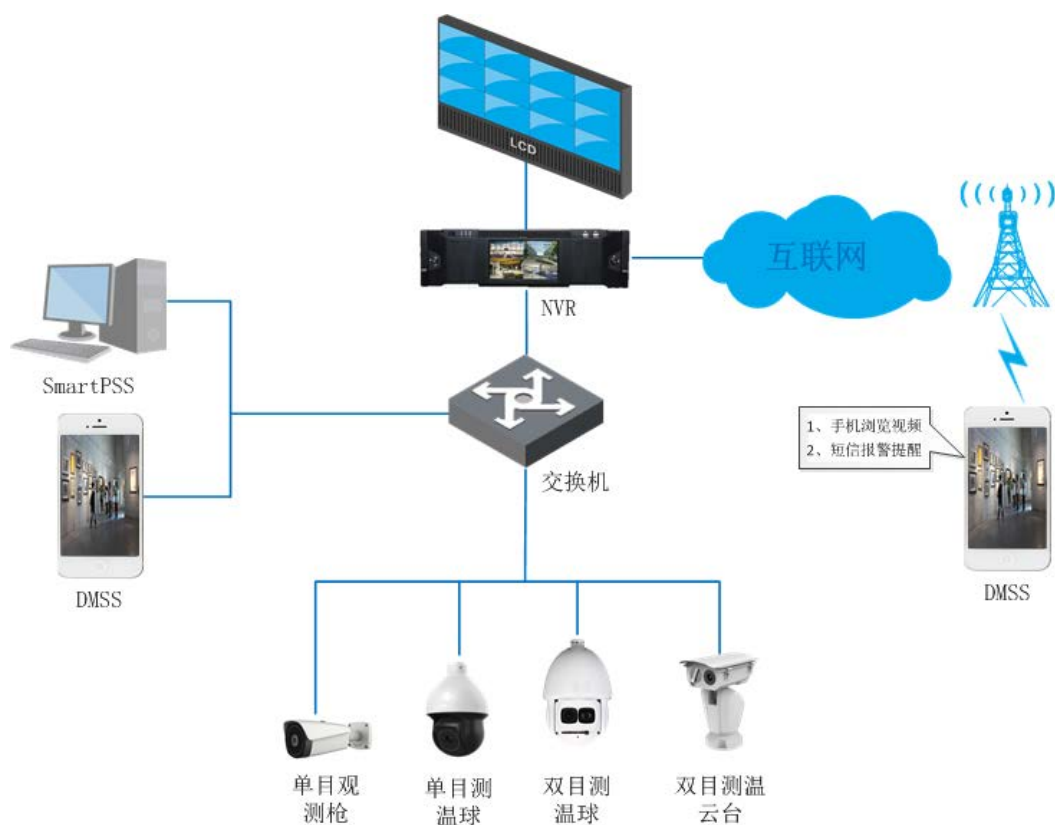 LCD
互联网
NVR
SmartPSS
1、手机浏览视频
2、短信报警提醒
交换机
DMSS
DMSS
单目观
测枪
单目测
温球
双目测
温球
双目测温
云台